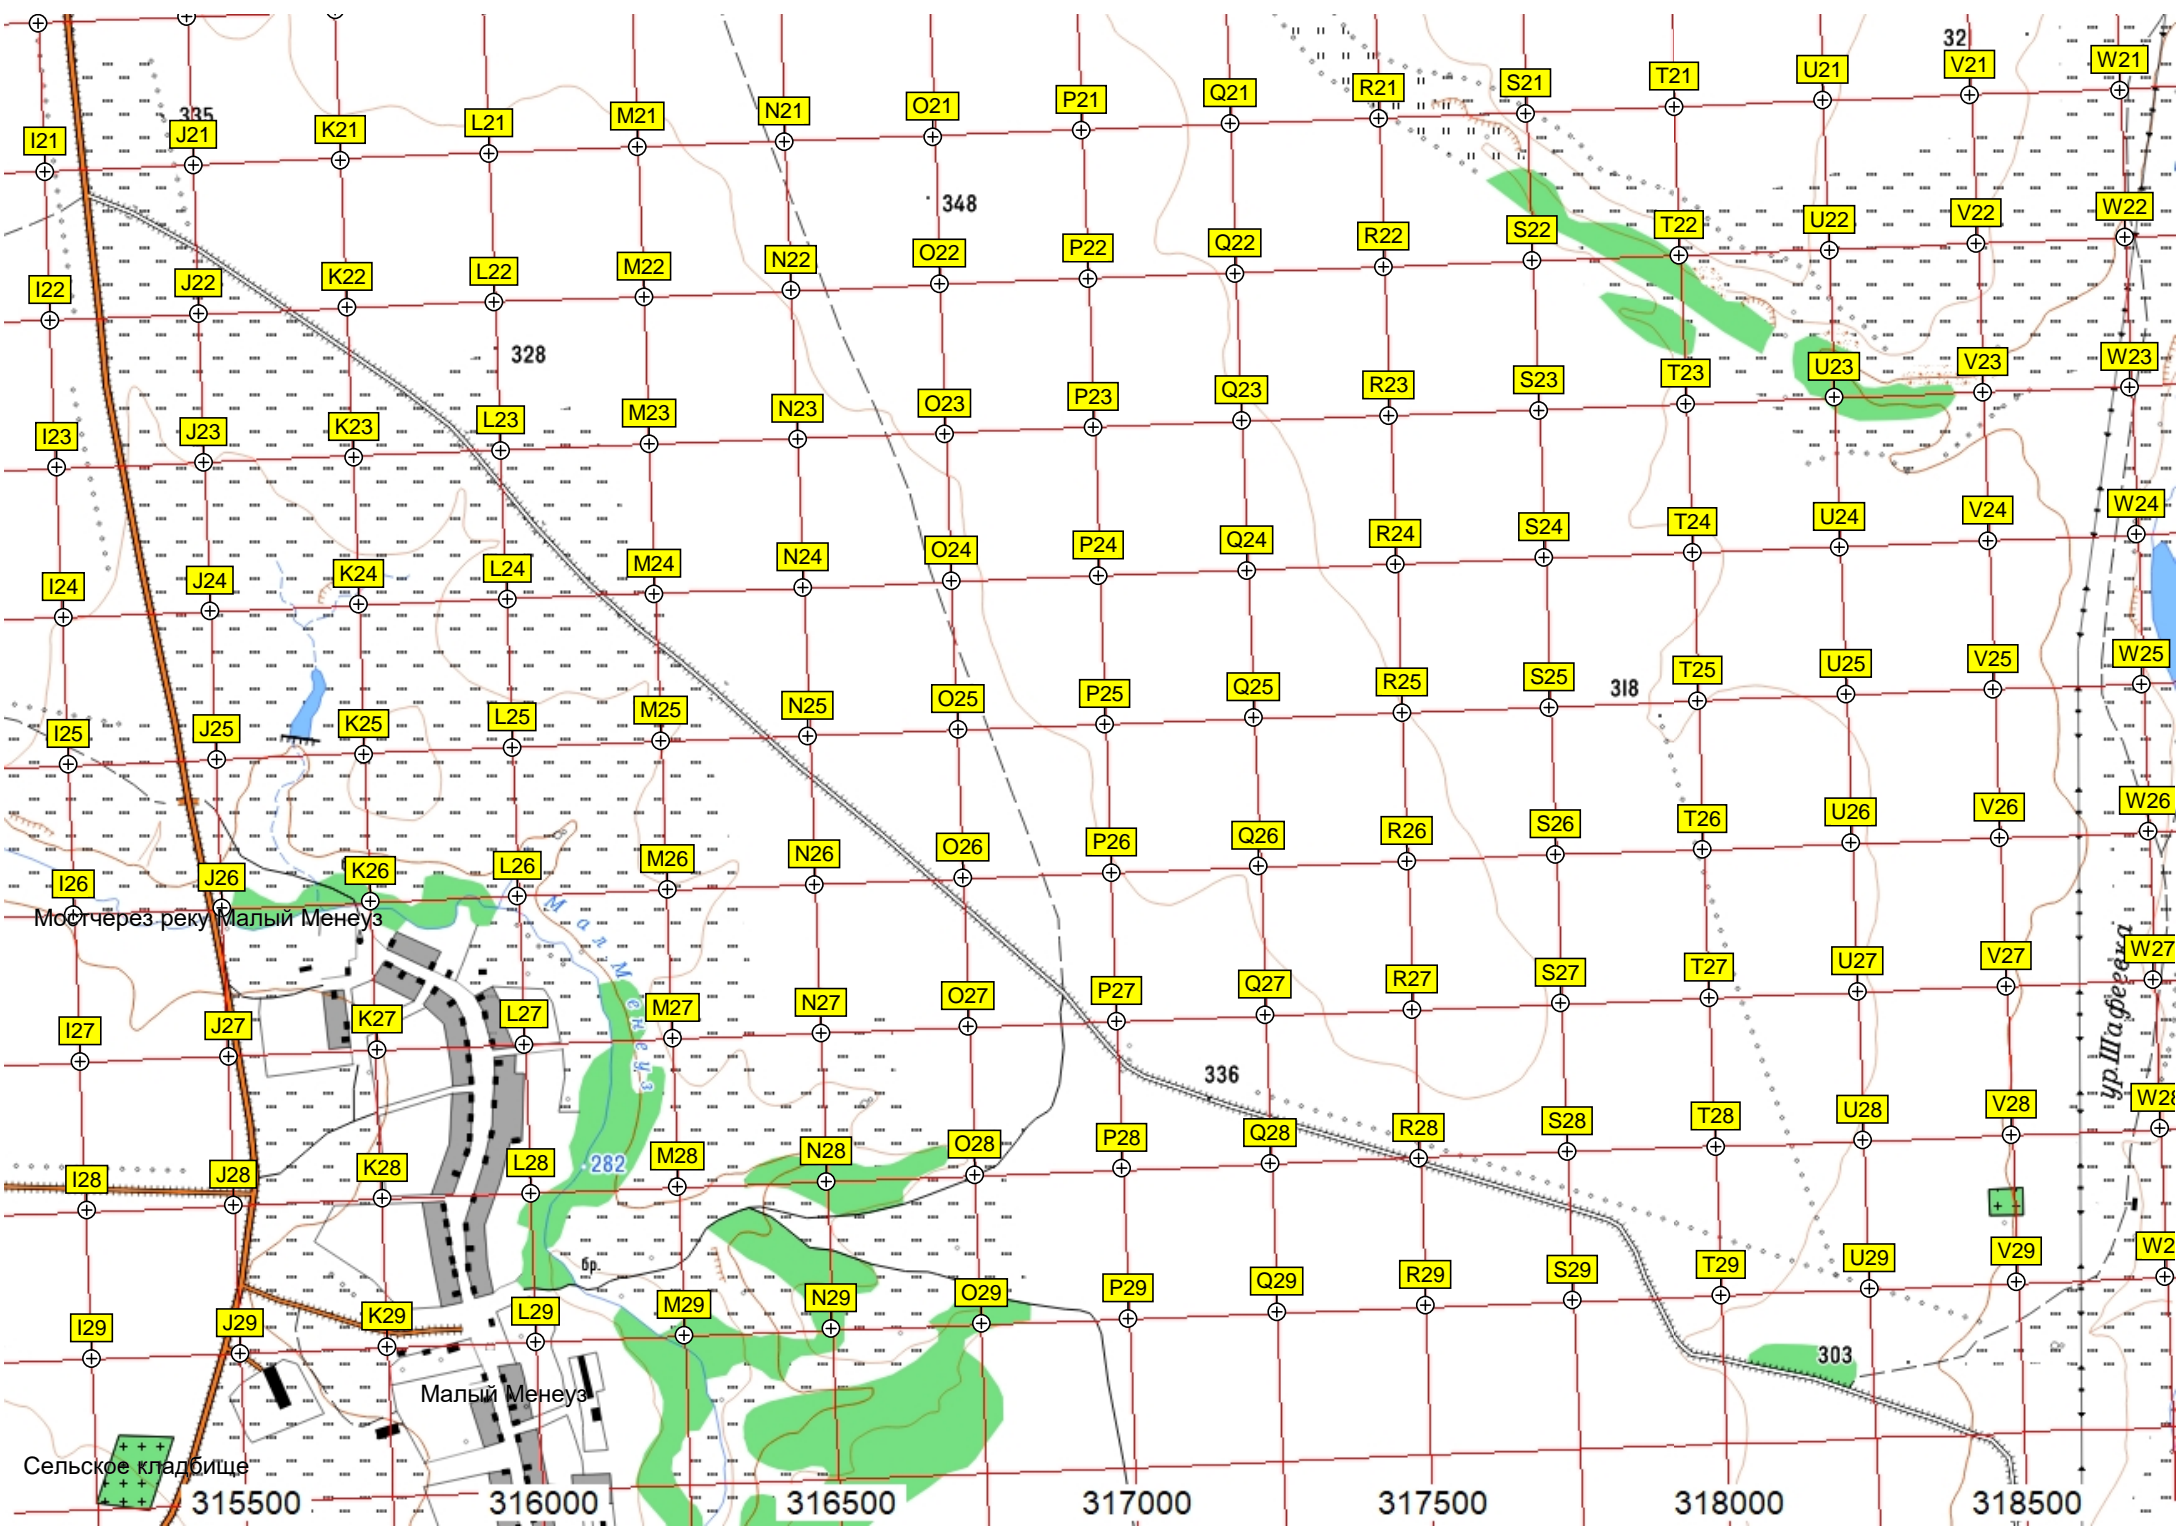 32
W21
V21
U21
T21
S21
R21
Q21
P21
O21
N21
M21
L21
K21
335
J21
I21
348
W22
V22
U22
T22
S22
R22
Q22
P22
O22
N22
M22
L22
K22
J22
I22
328
W23
V23
U23
T23
S23
R23
Q23
P23
O23
N23
M23
L23
K23
J23
I23
W24
V24
U24
T24
S24
R24
Q24
P24
O24
N24
M24
L24
K24
J24
I24
W25
V25
U25
T25
S25
318
R25
Q25
P25
O25
N25
M25
L25
K25
J25
I25
W26
V26
U26
T26
S26
R26
Q26
P26
O26
N26
M26
L26
K26
J26
I26
Мост через реку Малый Менеуз
Мал. Менеуз
ур. Шафеевка
W27
V27
U27
T27
S27
R27
Q27
P27
O27
N27
M27
L27
K27
J27
I27
336
W28
V28
U28
T28
S28
R28
Q28
P28
O28
N28
M28
282
L28
K28
J28
I28
бр.
W2
V29
U29
T29
S29
R29
Q29
P29
O29
N29
M29
L29
K29
J29
I29
303
Малый Менеуз
Сельское кладбище
315500 316000 316500 317000 317500 318000 318500